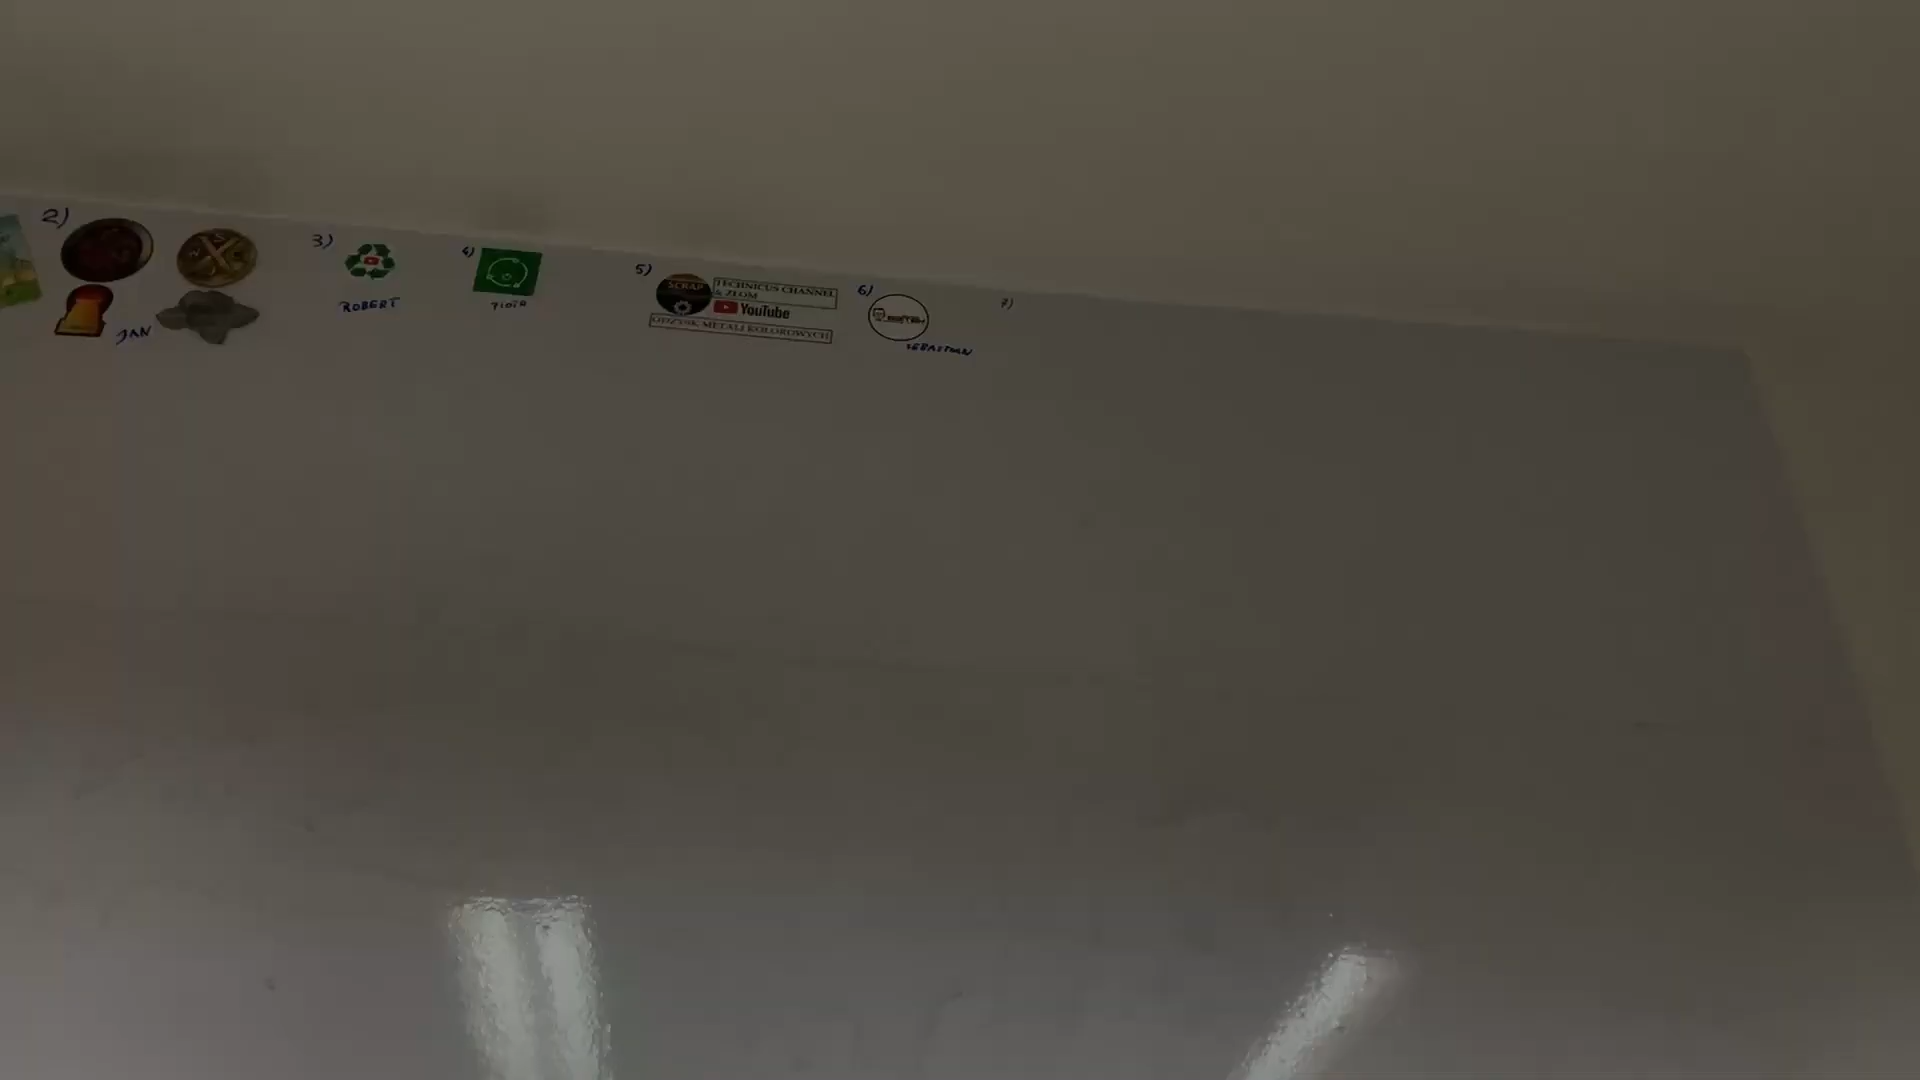 2)
JAN
3)
ROBERT
4)
PIOTR
5)
SCRAP
TECHNICUS CHANNEL
& ZŁOM
YouTube
ODZYSK METALI KOLOROWYCH
6)
SEBASTIAN
7)